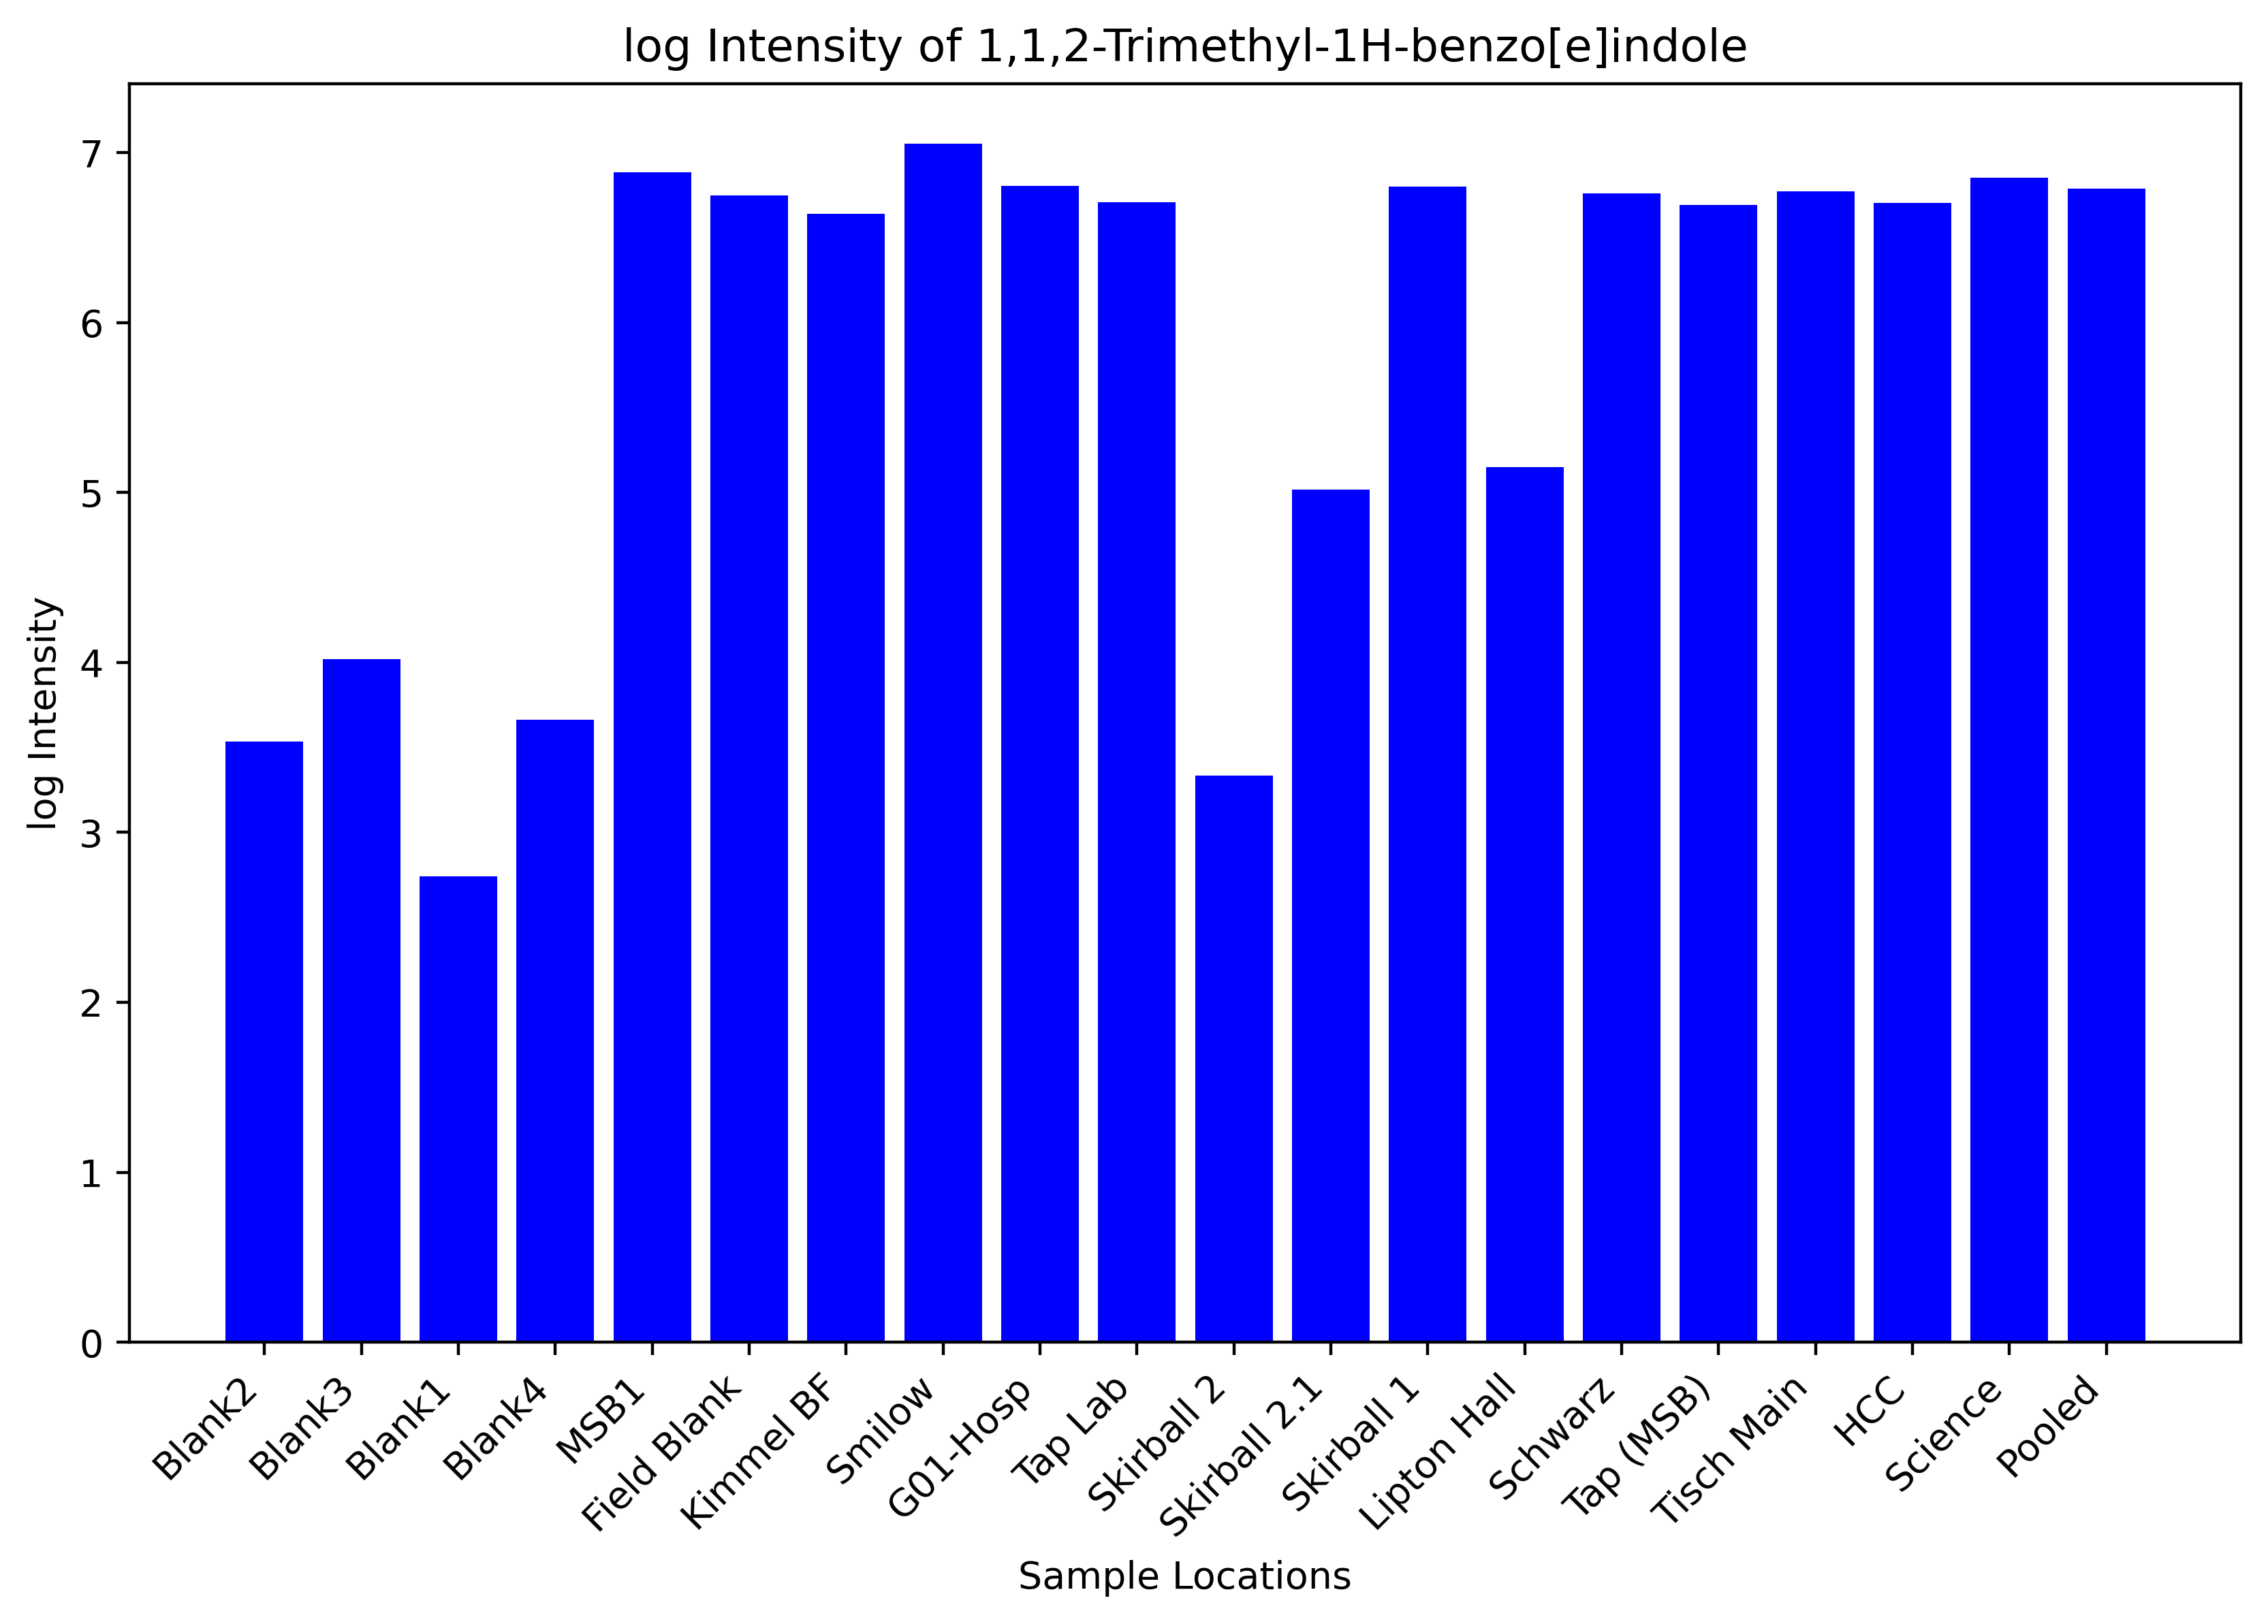 log Intensity of 1,1,2-Trimethyl-1H-benzo[e]indole
log Intensity
7
6
5
4
3
2
1
0
Blank2
Blank3
Blank1
Blank4
MSB1
Field Blank
Kimmel BF
Smilow
G01-Hosp
Tap Lab
Skirball 2
Skirball 2.1
Skirball 1
Lipton Hall
Schwarz
Tap (MSB)
Tisch Main
HCC
Science
Pooled
Sample Locations